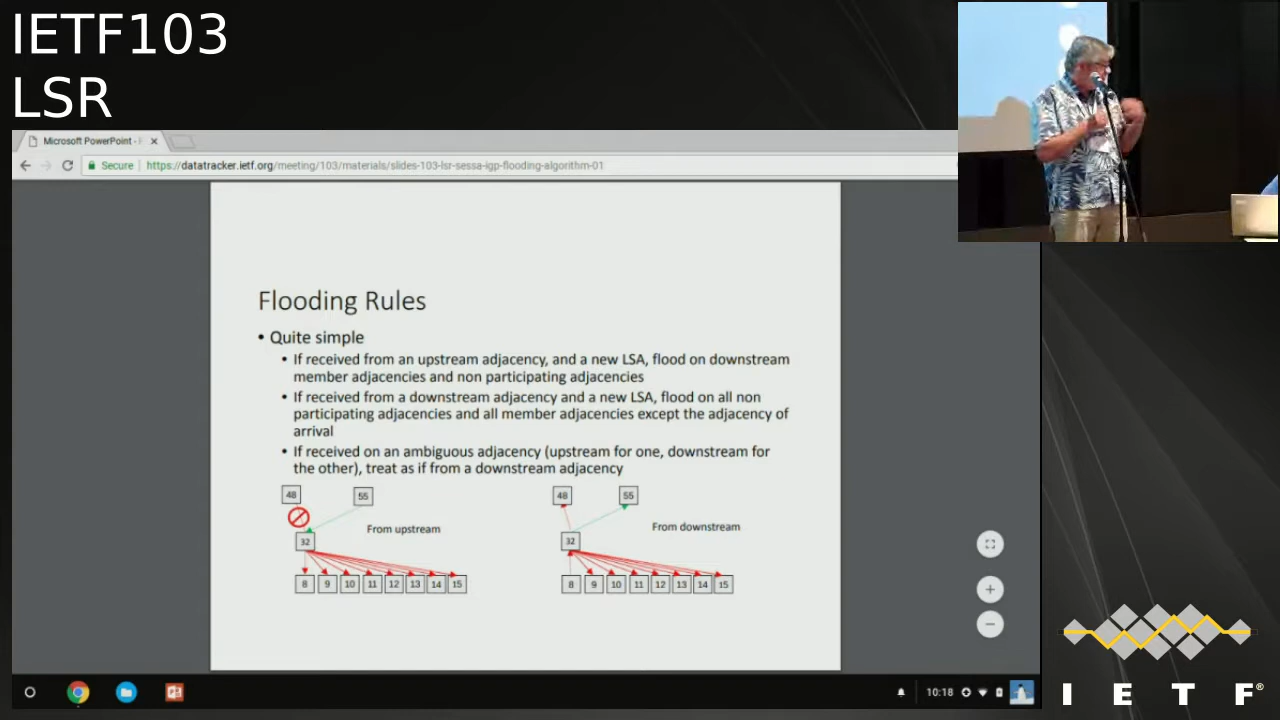 IETF103
LSR
Microsoft PowerPoint -
Secure
https://datatracker.ietf.org/meeting/103/materials/slides-103-lsr-sessa-igp-flooding-algorithm-01
Flooding Rules
• Quite simple
• If received from an upstream adjacency, and a new LSA, flood on downstream
member adjacencies and non participating adjacencies
• If received from a downstream adjacency and a new LSA, flood on all non
participating adjacencies and all member adjacencies except the adjacency of
arrival
• If received on an ambiguous adjacency (upstream for one, downstream for
the other), treat as if from a downstream adjacency
48 55 48 55
From upstream From downstream
32 32
8 9 10 11 12 13 14 15 8 9 10 11 12 13 14 15
10:18
I E T F®